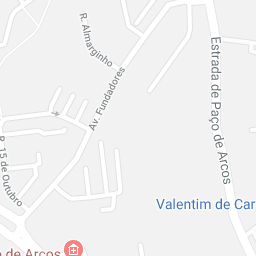 R. Almarginho
Av. Fundadores
Estrada de Paço de Arcos
R. 15 de Outubro
Valentim de Car
o de Arcos